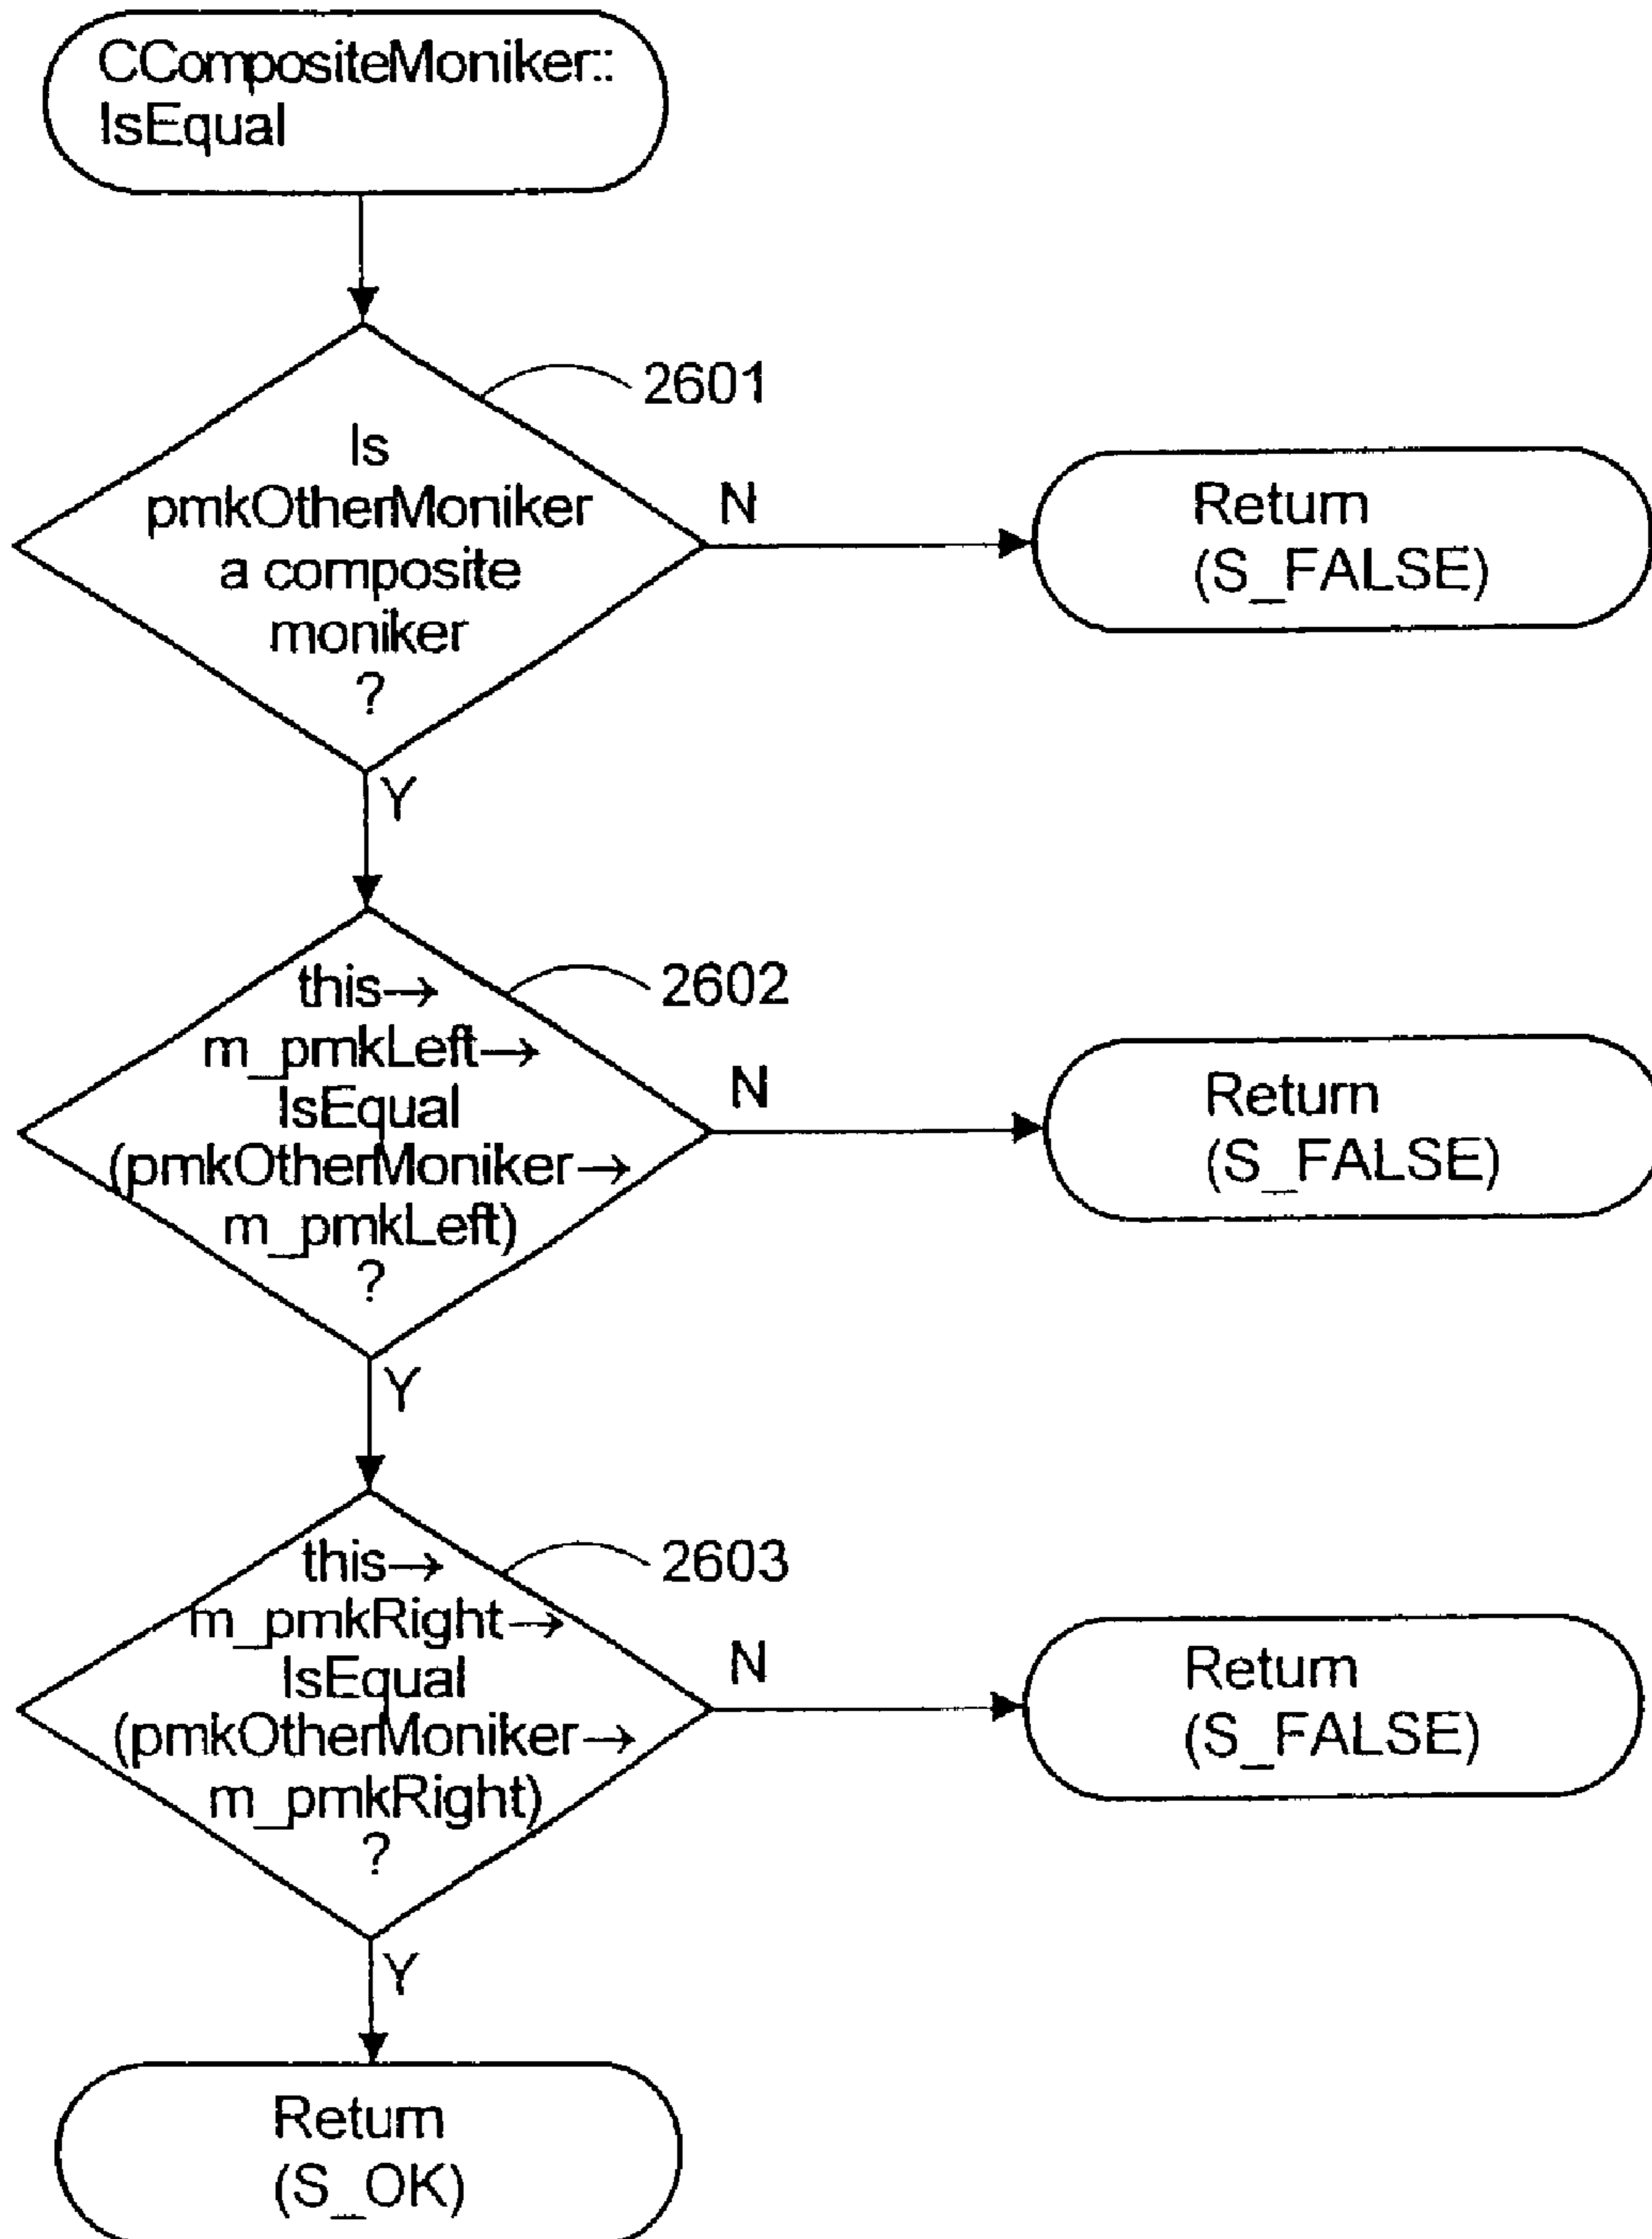 CCompositeMoniker::
IsEqual
2601
Is
pmkOtherMoniker
a composite
moniker
?
N
Return
(S_FALSE)
Y
2602
this→
m_pmkLeft→
IsEqual
(pmkOtherMoniker→
m_pmkLeft)
?
N
Return
(S_FALSE)
Y
2603
this→
m_pmkRight→
IsEqual
(pmkOtherMoniker→
m_pmkRight)
?
N
Return
(S_FALSE)
Y
Return
(S_OK)